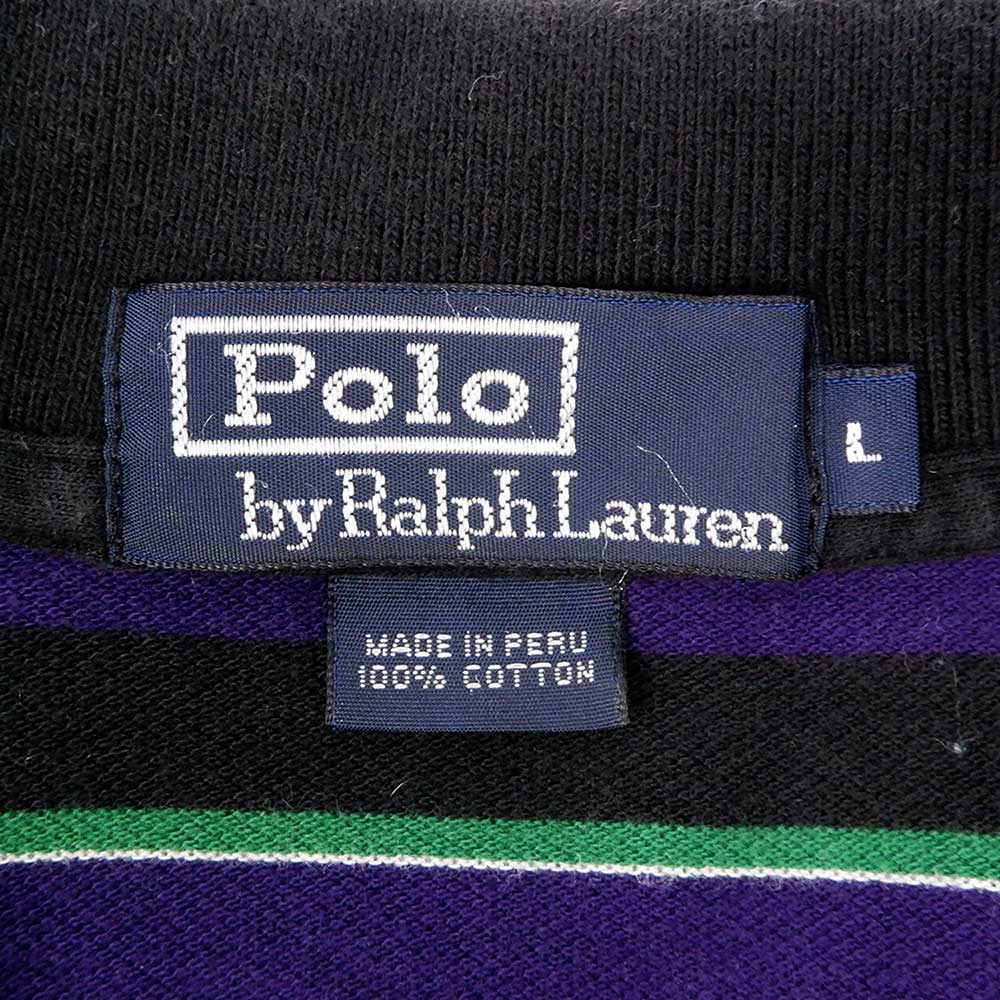 Polo
by Ralph Lauren
L
MADE IN PERU
100% COTTON